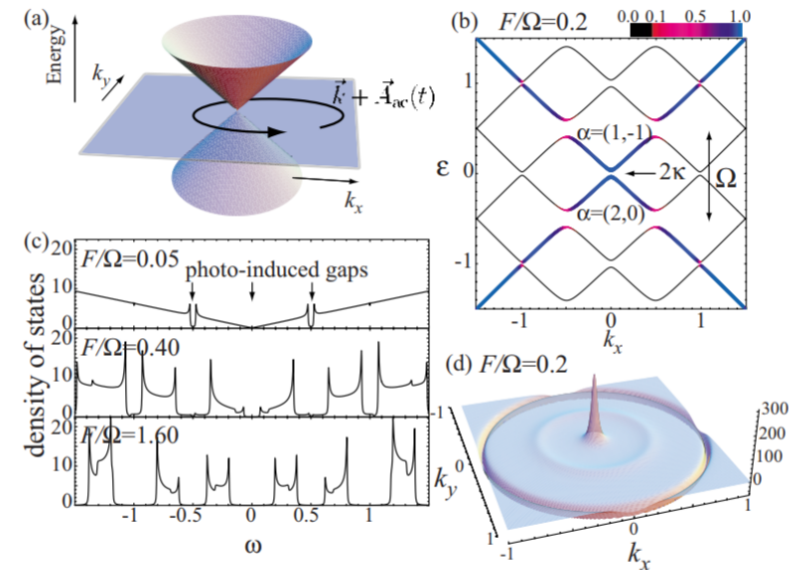 (a)
Energy
k_y
k⃗ + A⃗_ac(t)
k_x
(b) F/Ω=0.2
0.0 0.1 0.5 1.0
1
α=(1,-1)
ε 0 2κ Ω
α=(2,0)
-1
-1 0 1
k_x
(c)
20 F/Ω=0.05
photo-induced gaps
10
0
20 F/Ω=0.40
10
0
20 F/Ω=1.60
10
0
density of states
-1 -0.5 0 0.5 1
ω
(d) F/Ω=0.2
300
200
100
0
-1
0
1
k_y
-1 0 1
k_x